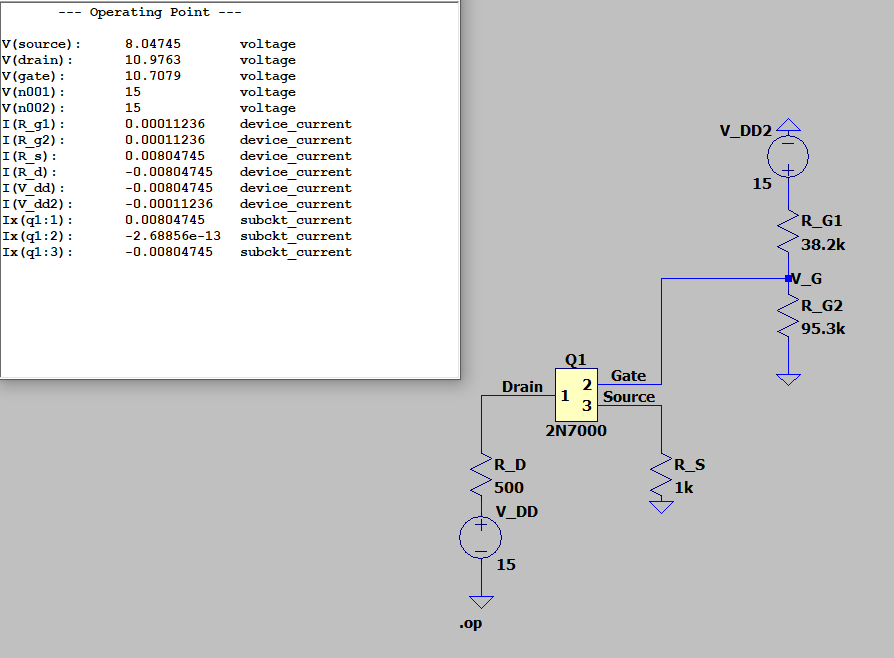 --- Operating Point ---
V(source): 8.04745 voltage
V(drain): 10.9763 voltage
V(gate): 10.7079 voltage
V(n001): 15 voltage
V(n002): 15 voltage
I(R_g1): 0.00011236 device_current
I(R_g2): 0.00011236 device_current
I(R_s): 0.00804745 device_current
I(R_d): -0.00804745 device_current
I(V_dd): -0.00804745 device_current
I(V_dd2): -0.00011236 device_current
Ix(q1:1): 0.00804745 subckt_current
Ix(q1:2): -2.68856e-13 subckt_current
Ix(q1:3): -0.00804745 subckt_current
V_DD2
15
R_G1
38.2k
V_G
R_G2
95.3k
Q1
Drain
1
2
3
Gate
Source
2N7000
R_D
500
R_S
1k
V_DD
15
.op